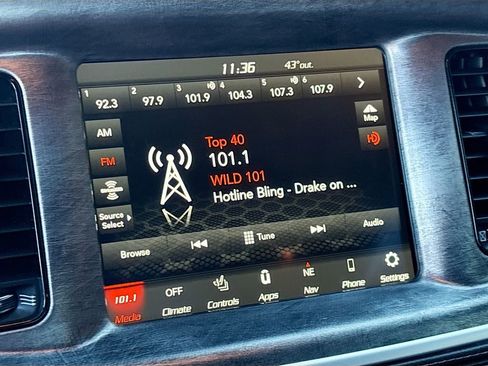 11:36 43°out.
1 92.3 2 97.9 3 101.9 4 104.3 5 107.3 6 107.9
AM
Map
Top 40
FM
101.1
WILD 101
Hotline Bling - Drake on ...
Source
Select
Browse Tune Audio
101.1 OFF NE
Media Climate Controls Apps Nav Phone Settings